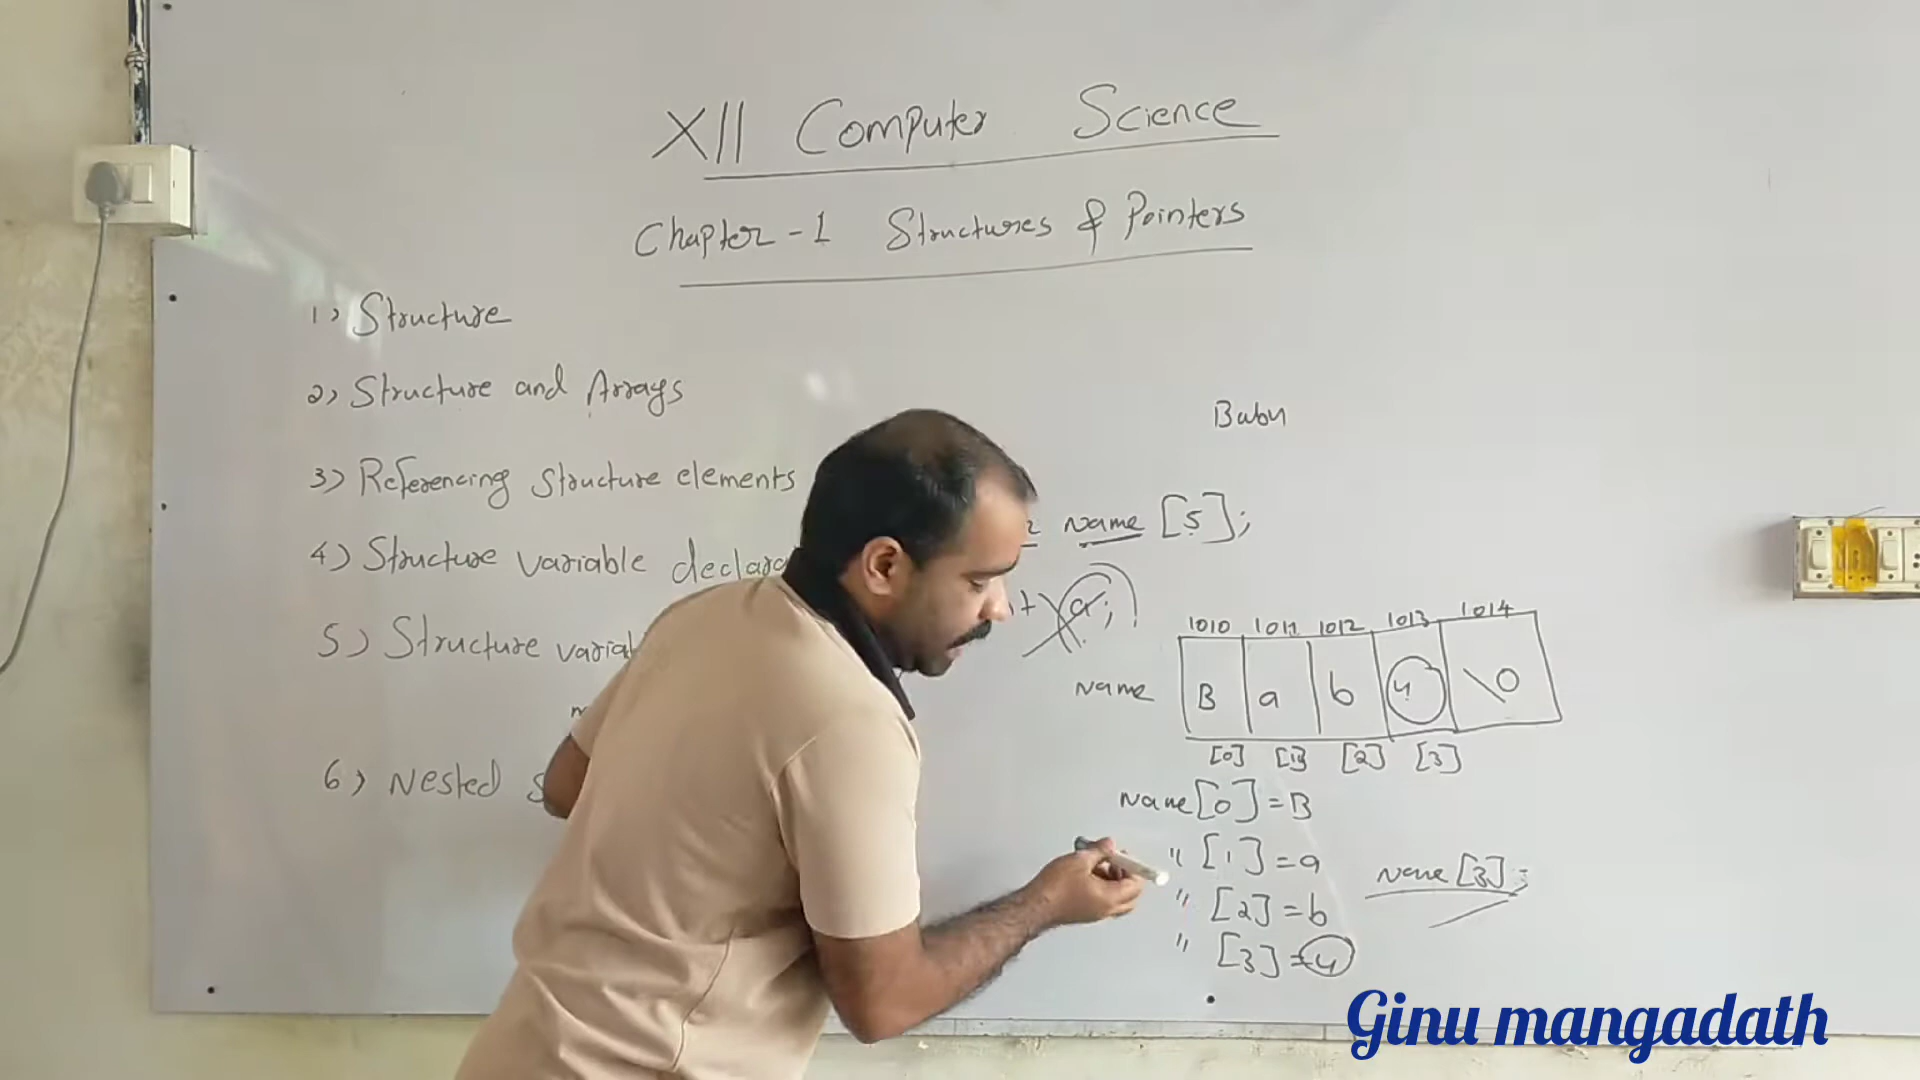 XII Computer Science
Chapter-1 Structures & Pointers
1) Structure
2) Structure and Arrays
3) Referencing Structure elements
4) Structure variable declara
5) Structure variab
6) Nested S
Babu
name [5];
a;
1010 1011 1012 1013 1014
name B a b u \0
[0] [1] [2] [3]
name[0] = B
" [1] = a
" [2] = b
" [3] = u
name[3];
Ginu mangadath